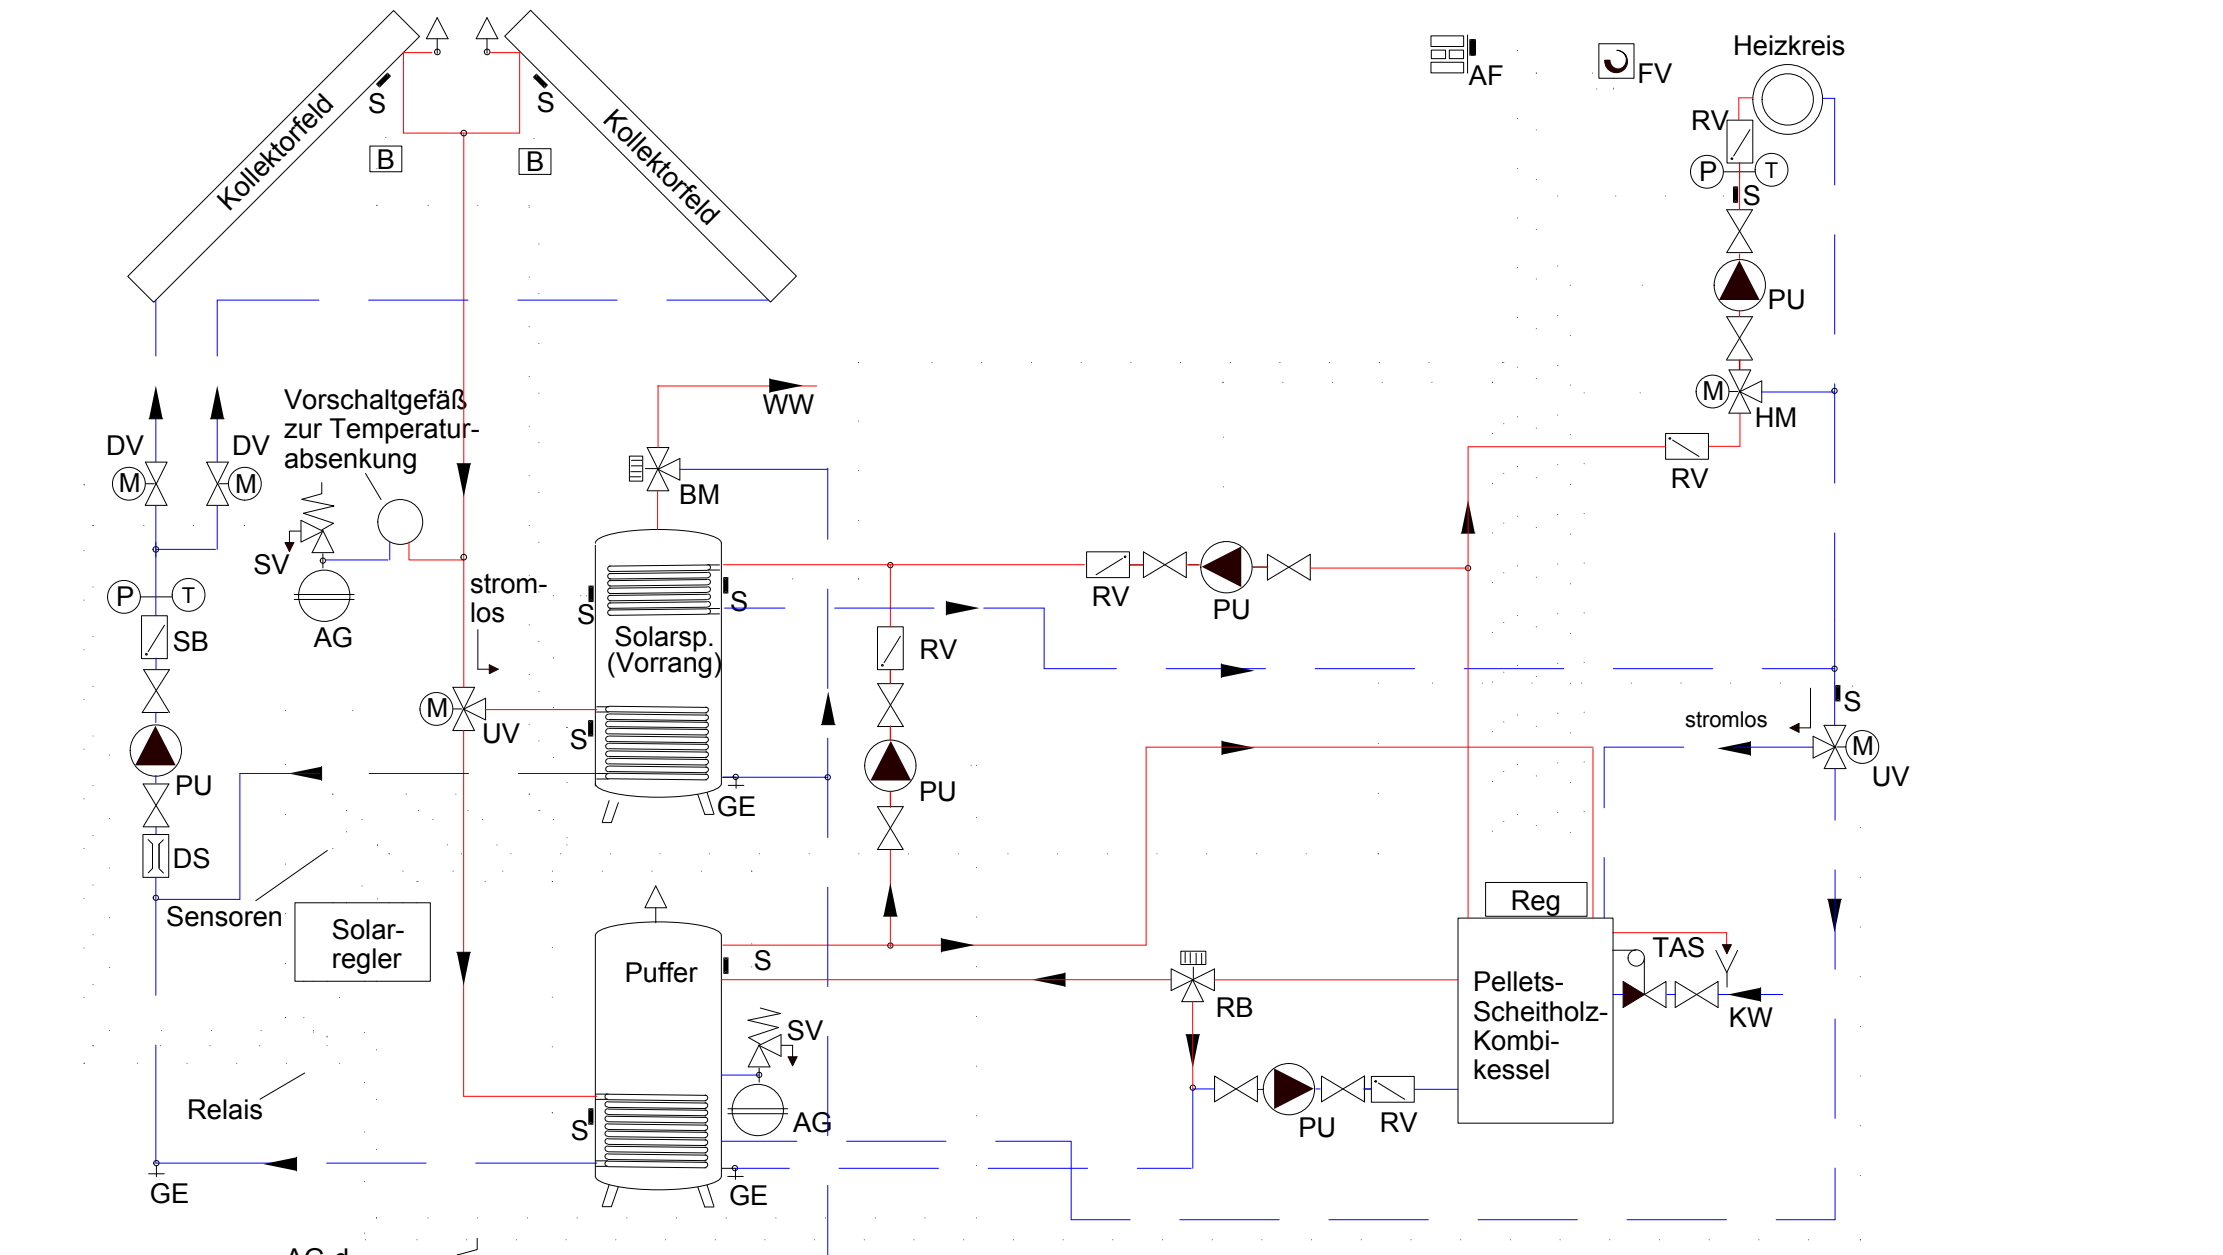 Heizkreis
AF
FV
S
S
Kollektorfeld
Kollektorfeld
RV
B
B
P
T
S
PU
Vorschaltgefäß
zur Temperatur-
absenkung
WW
M
HM
DV
DV
M
M
BM
RV
SV
strom-
los
P
T
AG
S
S
RV
PU
SB
Solarsp.
(Vorrang)
RV
S
stromlos
M
UV
S
M
UV
PU
GE
PU
DS
Reg
Sensoren
Solar-
regler
Puffer
S
TAS
Pellets-
Scheitholz-
Kombi-
kessel
RB
KW
SV
Relais
S
AG
PU
RV
GE
GE